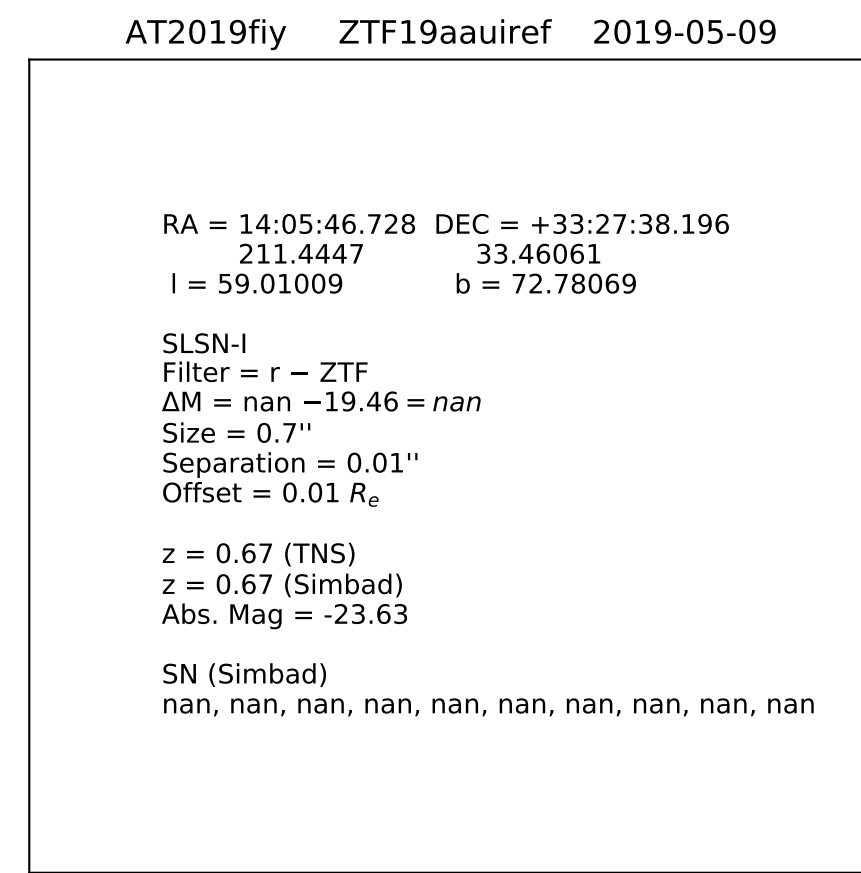 AT2019fiy ZTF19aauiref 2019-05-09
RA = 14:05:46.728 DEC = +33:27:38.196
211.4447 33.46061
l = 59.01009 b = 72.78069
SLSN-I
Filter = r − ZTF
ΔM = nan −19.46 = nan
Size = 0.7''
Separation = 0.01''
Offset = 0.01 Rₑ
z = 0.67 (TNS)
z = 0.67 (Simbad)
Abs. Mag = -23.63
SN (Simbad)
nan, nan, nan, nan, nan, nan, nan, nan, nan, nan